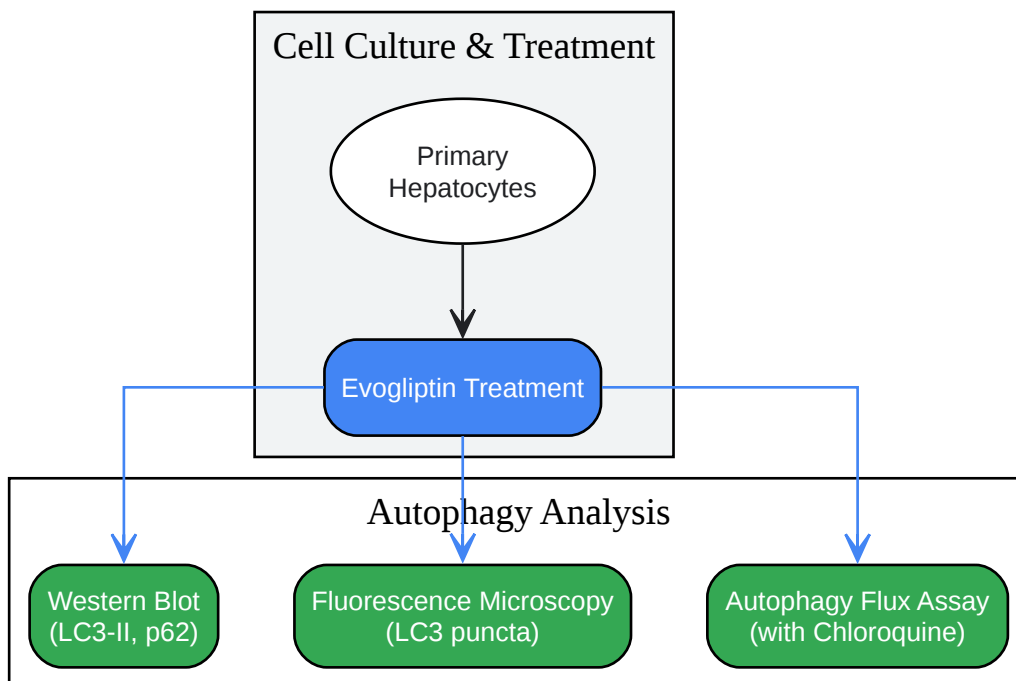 Cell Culture & Treatment
Primary
Hepatocytes
Evogliptin Treatment
Autophagy Analysis
Western Blot
(LC3-II, p62)
Fluorescence Microscopy
(LC3 puncta)
Autophagy Flux Assay
(with Chloroquine)